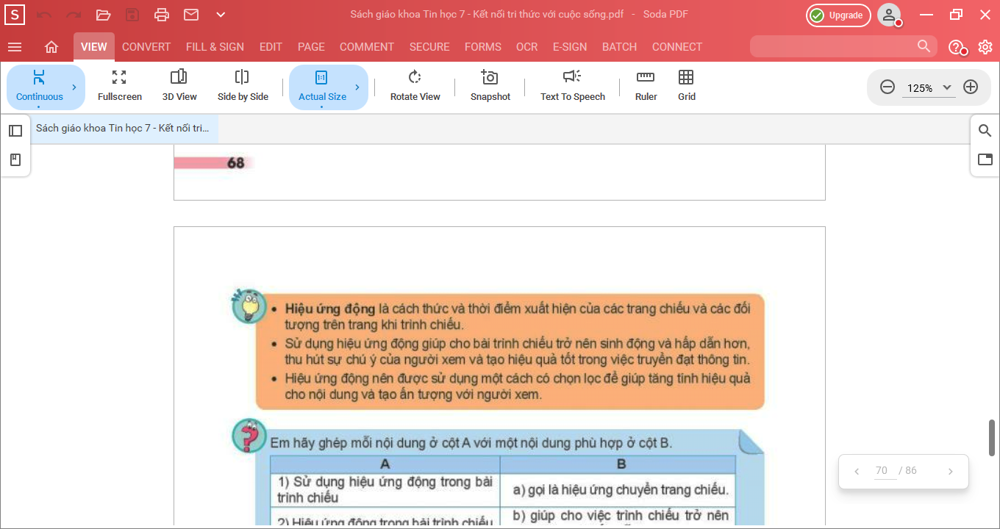 S
Sách giáo khoa Tin học 7 - Kết nối tri thức với cuộc sống.pdf - Soda PDF
Upgrade
VIEW CONVERT FILL & SIGN EDIT PAGE COMMENT SECURE FORMS OCR E-SIGN BATCH CONNECT
Continuous Fullscreen 3D View Side by Side Actual Size Rotate View Snapshot Text To Speech Ruler Grid
125%
Sách giáo khoa Tin học 7 - Kết nối tri...
68
• Hiệu ứng động là cách thức và thời điểm xuất hiện của các trang chiếu và các đối
tượng trên trang khi trình chiếu.
• Sử dụng hiệu ứng động giúp cho bài trình chiếu trở nên sinh động và hấp dẫn hơn,
thu hút sự chú ý của người xem và tạo hiệu quả tốt trong việc truyền đạt thông tin.
• Hiệu ứng động nên được sử dụng một cách có chọn lọc để giúp tăng tính hiệu quả
cho nội dung và tạo ấn tượng với người xem.
Em hãy ghép mỗi nội dung ở cột A với một nội dung phù hợp ở cột B.
A
B
1) Sử dụng hiệu ứng động trong bài
trình chiếu
a) gọi là hiệu ứng chuyển trang chiếu.
2) Hiệu ứng động trong bài trình chiếu
b) giúp cho việc trình chiếu trở nên
70 / 86